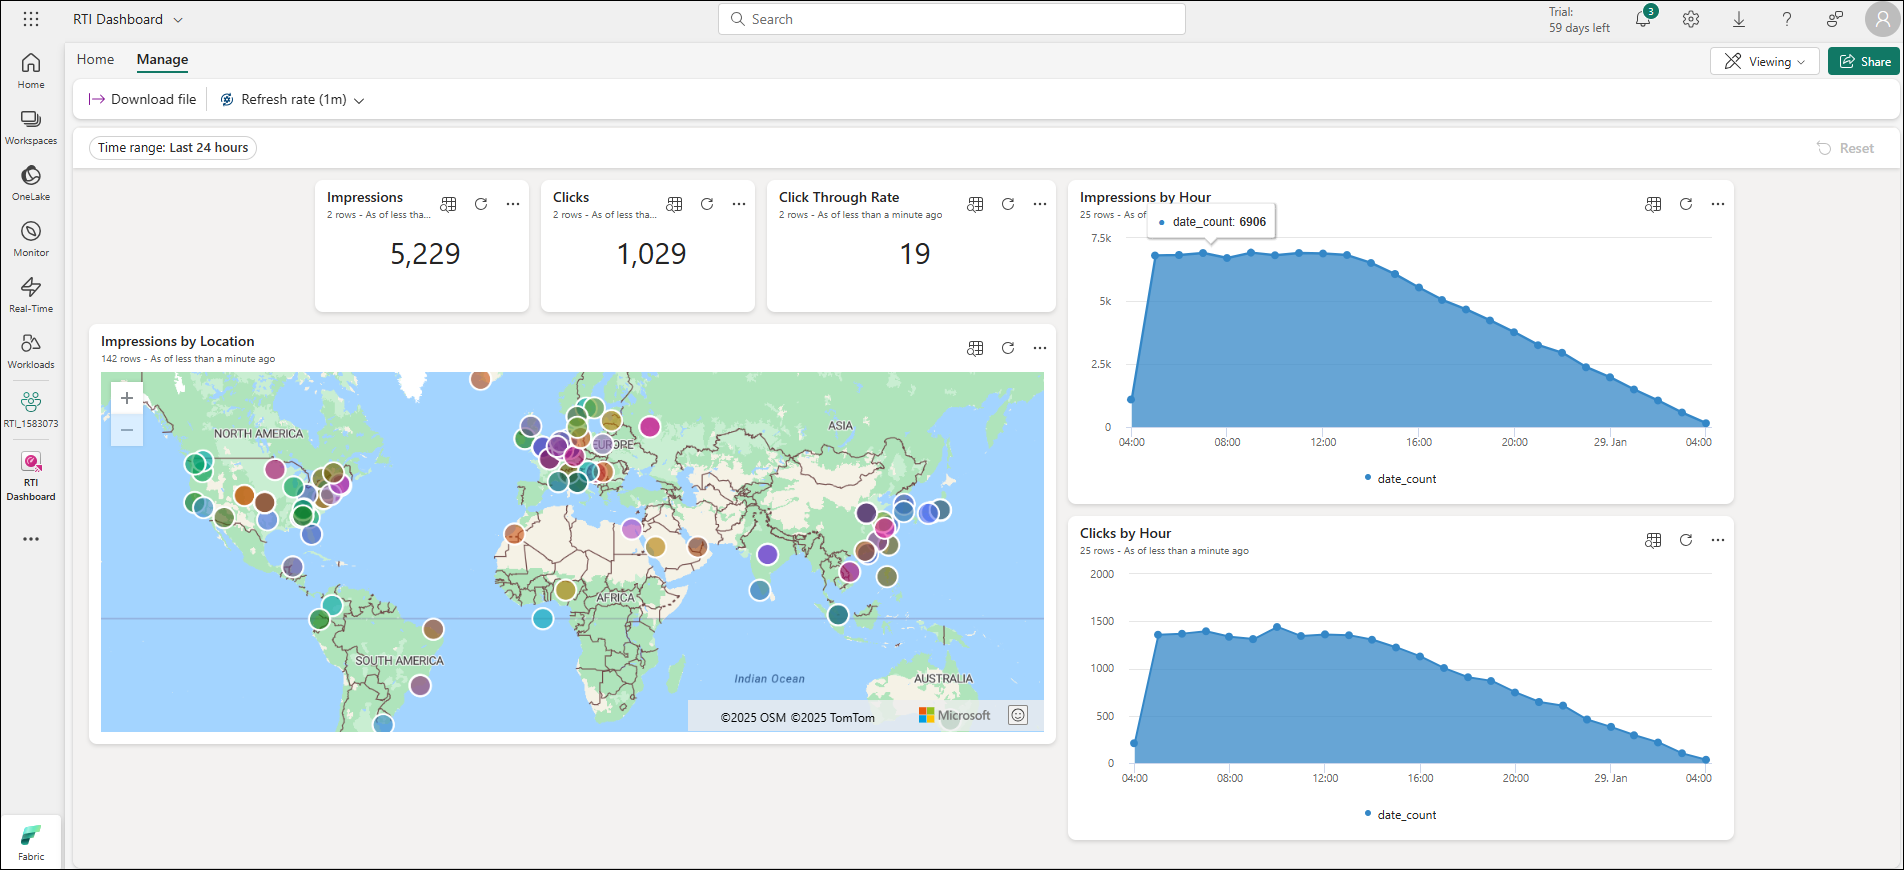 RTI Dashboard
Search
Trial:
59 days left
3
Home
Manage
Viewing
Share
Download file
Refresh rate (1m)
Time range: Last 24 hours
Reset
Home
Workspaces
OneLake
Monitor
Real-Time
Workloads
RTI_1583073
RTI
Dashboard
Fabric
Impressions
2 rows - As of less tha...
5,229
Clicks
2 rows - As of less tha...
1,029
Click Through Rate
2 rows - As of less than a minute ago
19
Impressions by Location
142 rows - As of less than a minute ago
+
−
NORTH AMERICA
EUROPE
ASIA
AFRICA
SOUTH AMERICA
Indian Ocean
AUSTRALIA
©2025 OSM ©2025 TomTom
Microsoft
Impressions by Hour
25 rows - As of
date_count: 6906
7.5k
5k
2.5k
0
04:00 08:00 12:00 16:00 20:00 29. Jan 04:00
date_count
Clicks by Hour
25 rows - As of less than a minute ago
2000
1500
1000
500
0
04:00 08:00 12:00 16:00 20:00 29. Jan 04:00
date_count